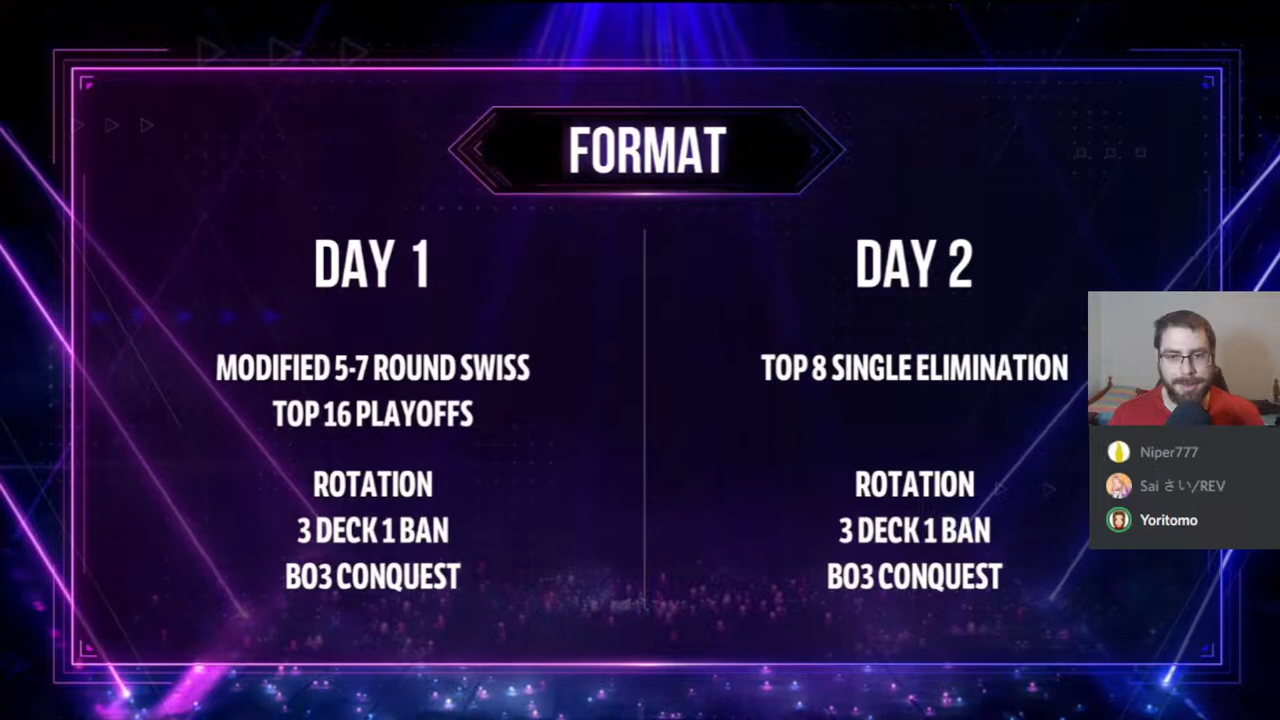 FORMAT
DAY 1
MODIFIED 5-7 ROUND SWISS
TOP 16 PLAYOFFS
ROTATION
3 DECK 1 BAN
BO3 CONQUEST
DAY 2
TOP 8 SINGLE ELIMINATION
ROTATION
3 DECK 1 BAN
BO3 CONQUEST
Niper777
Sai さい/REV
Yoritomo